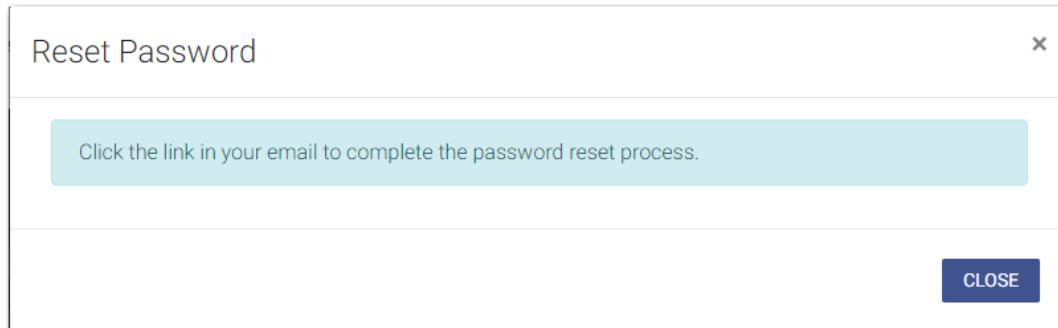 Reset Password
×
Click the link in your email to complete the password reset process.
CLOSE